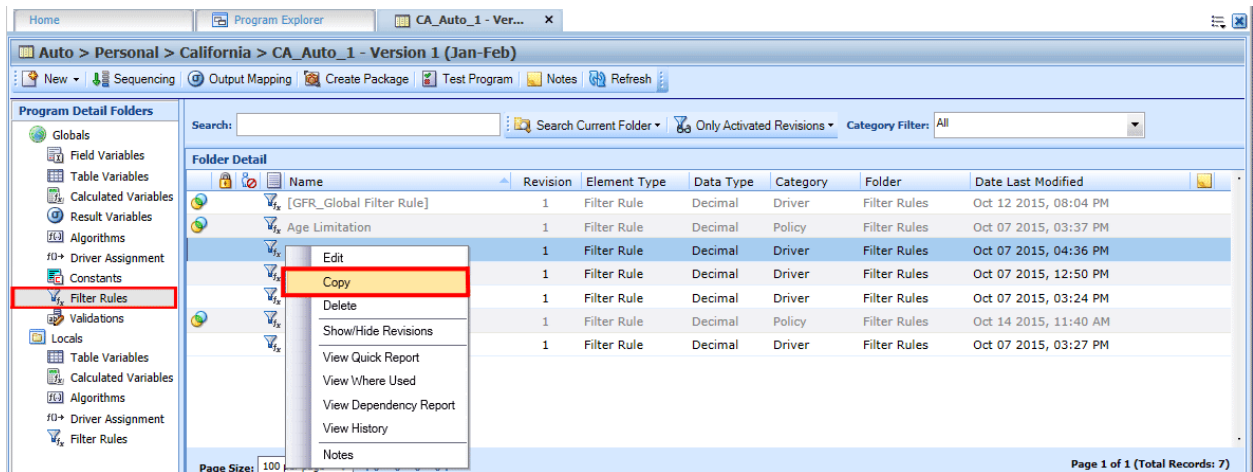 Home Program Explorer CA_Auto_1 - Ver... x
Auto > Personal > California > CA_Auto_1 - Version 1 (Jan-Feb)
New Sequencing Output Mapping Create Package Test Program Notes Refresh
Program Detail Folders
Globals
Field Variables
Table Variables
Calculated Variables
Result Variables
Algorithms
Driver Assignment
Constants
Filter Rules
Validations
Locals
Table Variables
Calculated Variables
Algorithms
Driver Assignment
Filter Rules
Search: Search Current Folder Only Activated Revisions Category Filter: All
Folder Detail
Name Revision Element Type Data Type Category Folder Date Last Modified
[GFR_Global Filter Rule] 1 Filter Rule Decimal Driver Filter Rules Oct 12 2015, 08:04 PM
Age Limitation 1 Filter Rule Decimal Policy Filter Rules Oct 07 2015, 03:37 PM
1 Filter Rule Decimal Driver Filter Rules Oct 07 2015, 04:36 PM
1 Filter Rule Decimal Driver Filter Rules Oct 07 2015, 12:50 PM
1 Filter Rule Decimal Driver Filter Rules Oct 07 2015, 03:24 PM
1 Filter Rule Decimal Policy Filter Rules Oct 14 2015, 11:40 AM
1 Filter Rule Decimal Driver Filter Rules Oct 07 2015, 03:27 PM
Edit
Copy
Delete
Show/Hide Revisions
View Quick Report
View Where Used
View Dependency Report
View History
Notes
Page Size: 100
Page 1 of 1 (Total Records: 7)